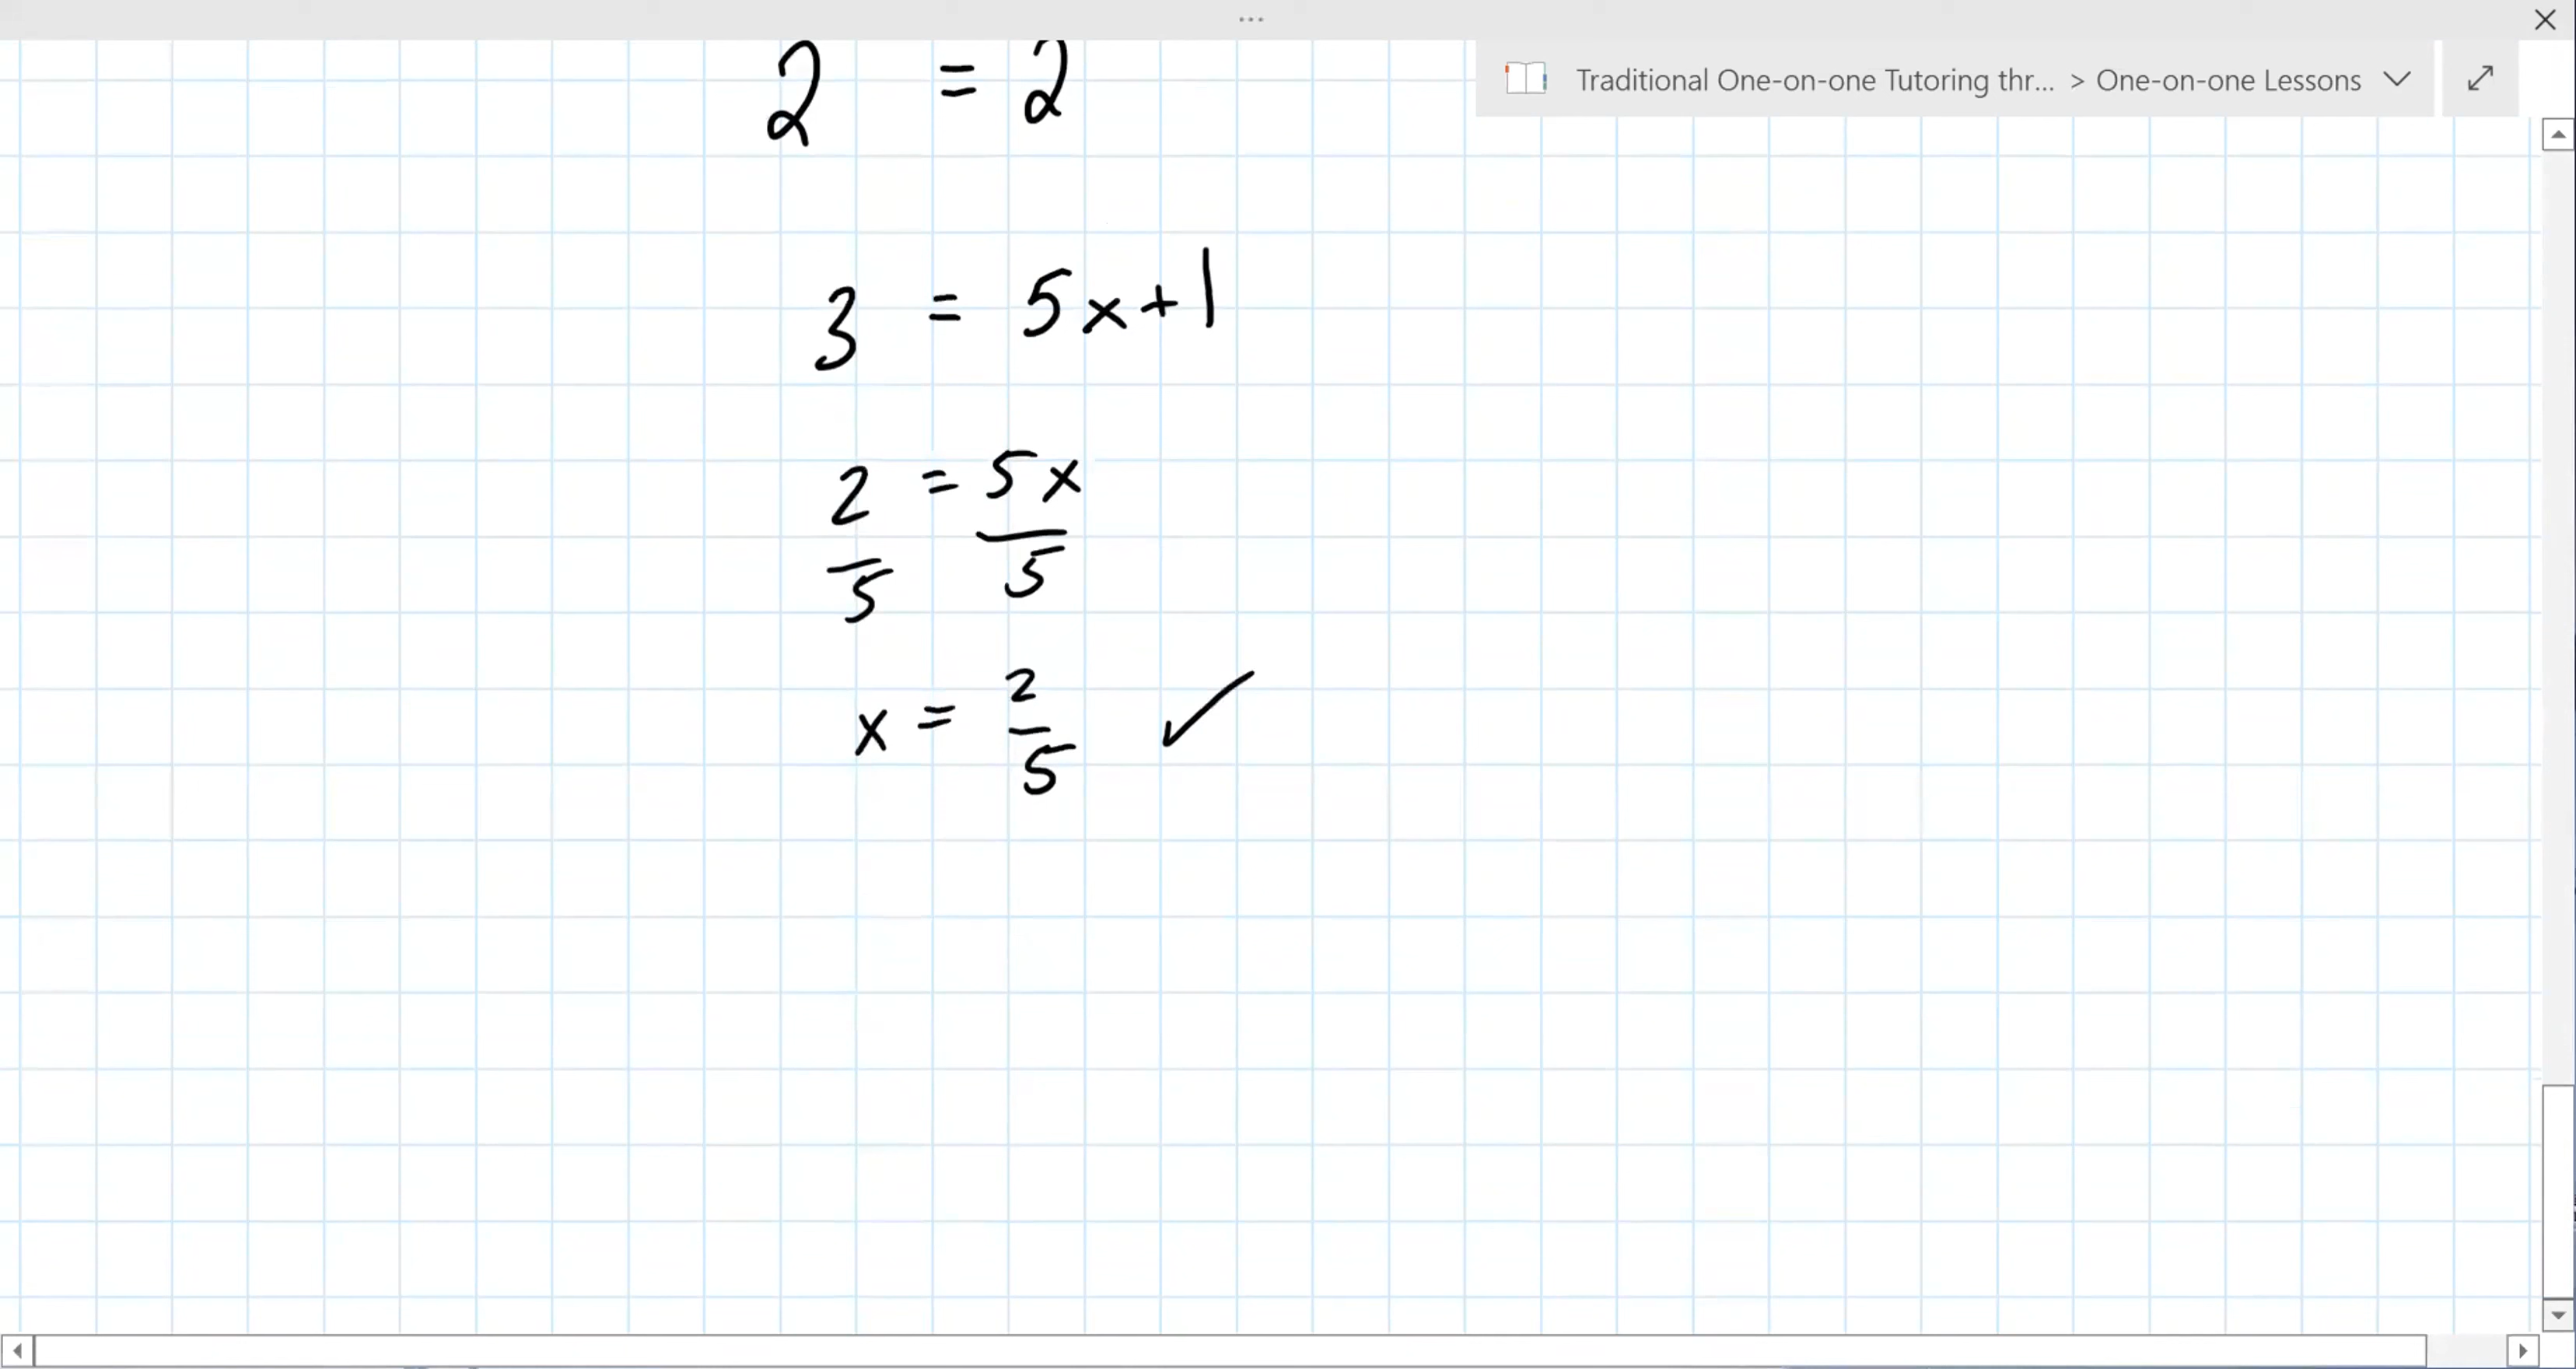 ...
Traditional One-on-one Tutoring thr... > One-on-one Lessons
2 = 2
3 = 5x+1
2/5 = 5x/5
x = 2/5 ✓